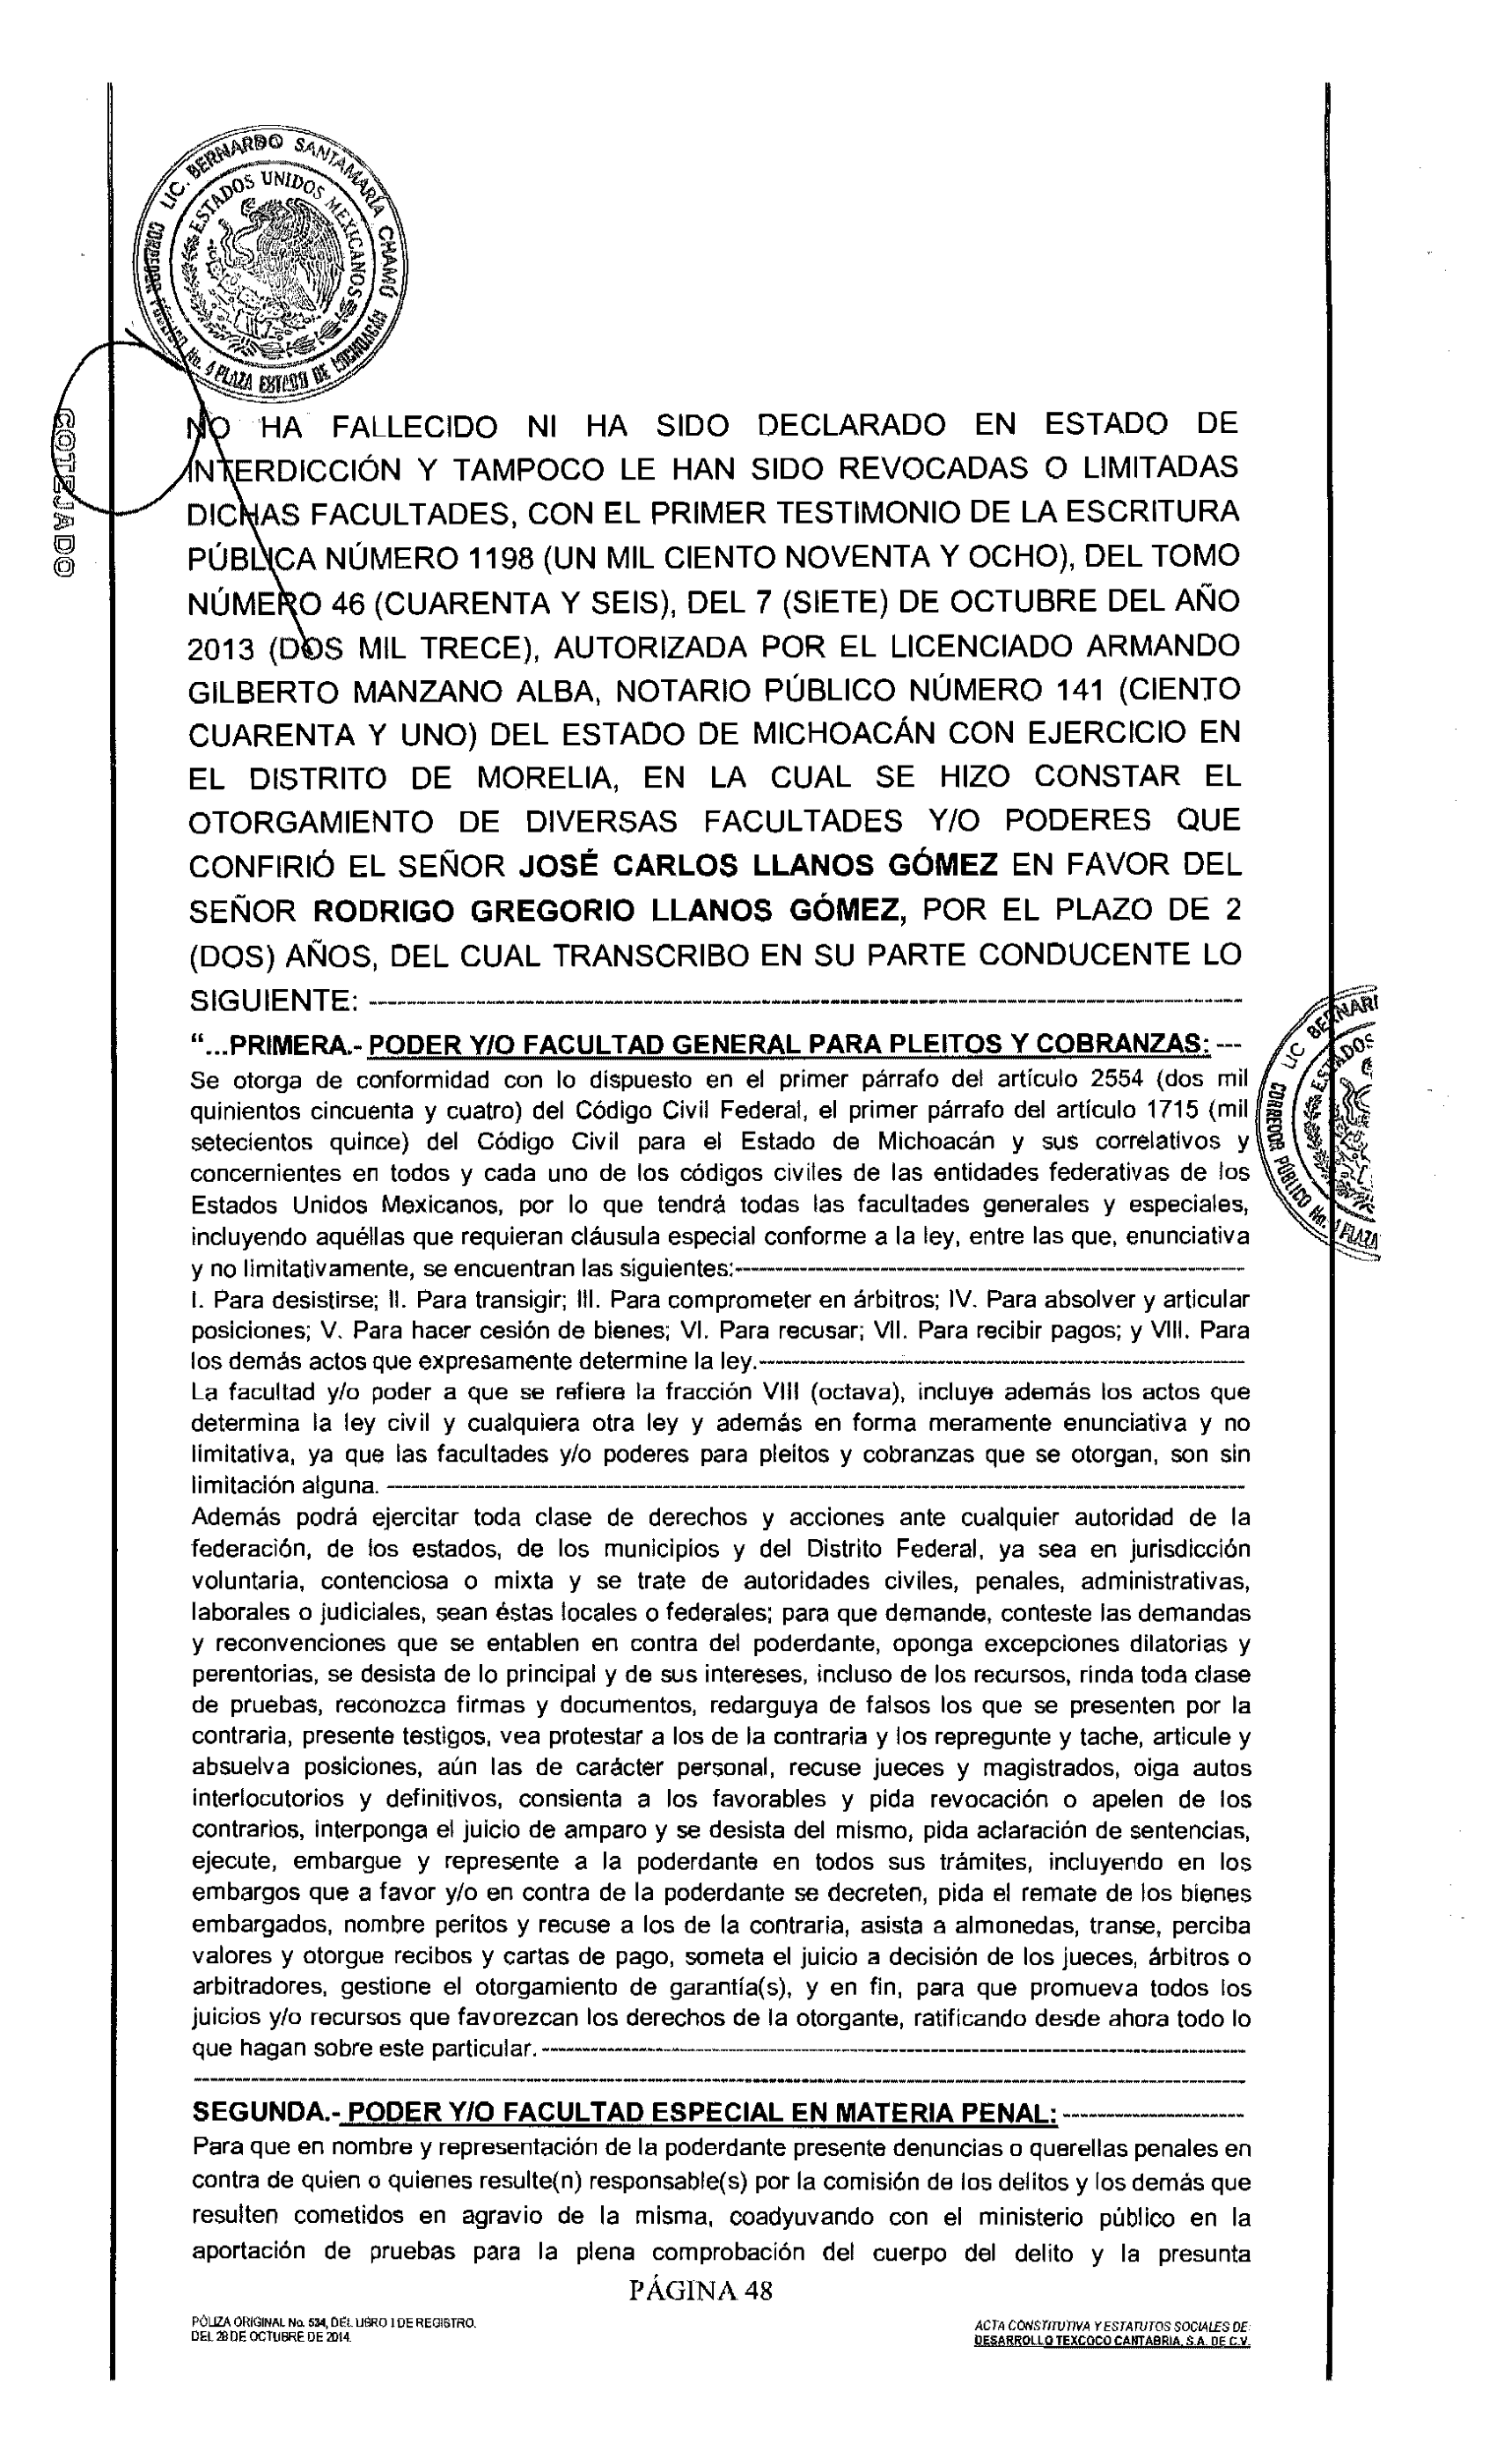 LIC. BERNARDO SANTAMARÍA CHAMÚ
ESTADOS UNIDOS MEXICANOS
CORREDOR PÚBLICO No. 4 PLAZA ESTADO DE MICHOACÁN
COTEJADO
NO HA FALLECIDO NI HA SIDO DECLARADO EN ESTADO DE
INTERDICCIÓN Y TAMPOCO LE HAN SIDO REVOCADAS O LIMITADAS
DICHAS FACULTADES, CON EL PRIMER TESTIMONIO DE LA ESCRITURA
PÚBLICA NÚMERO 1198 (UN MIL CIENTO NOVENTA Y OCHO), DEL TOMO
NÚMERO 46 (CUARENTA Y SEIS), DEL 7 (SIETE) DE OCTUBRE DEL AÑO
2013 (DOS MIL TRECE), AUTORIZADA POR EL LICENCIADO ARMANDO
GILBERTO MANZANO ALBA, NOTARIO PÚBLICO NÚMERO 141 (CIENTO
CUARENTA Y UNO) DEL ESTADO DE MICHOACÁN CON EJERCICIO EN
EL DISTRITO DE MORELIA, EN LA CUAL SE HIZO CONSTAR EL
OTORGAMIENTO DE DIVERSAS FACULTADES Y/O PODERES QUE
CONFIRIÓ EL SEÑOR JOSÉ CARLOS LLANOS GÓMEZ EN FAVOR DEL
SEÑOR RODRIGO GREGORIO LLANOS GÓMEZ, POR EL PLAZO DE 2
(DOS) AÑOS, DEL CUAL TRANSCRIBO EN SU PARTE CONDUCENTE LO
SIGUIENTE: ---
“...PRIMERA.- PODER Y/O FACULTAD GENERAL PARA PLEITOS Y COBRANZAS: ---
Se otorga de conformidad con lo dispuesto en el primer párrafo del artículo 2554 (dos mil
quinientos cincuenta y cuatro) del Código Civil Federal, el primer párrafo del artículo 1715 (mil
setecientos quince) del Código Civil para el Estado de Michoacán y sus correlativos y
concernientes en todos y cada uno de los códigos civiles de las entidades federativas de los
Estados Unidos Mexicanos, por lo que tendrá todas las facultades generales y especiales,
incluyendo aquéllas que requieran cláusula especial conforme a la ley, entre las que, enunciativa
y no limitativamente, se encuentran las siguientes:---
I. Para desistirse; II. Para transigir; III. Para comprometer en árbitros; IV. Para absolver y articular
posiciones; V. Para hacer cesión de bienes; VI. Para recusar; VII. Para recibir pagos; y VIII. Para
los demás actos que expresamente determine la ley.---
La facultad y/o poder a que se refiere la fracción VIII (octava), incluye además los actos que
determina la ley civil y cualquiera otra ley y además en forma meramente enunciativa y no
limitativa, ya que las facultades y/o poderes para pleitos y cobranzas que se otorgan, son sin
limitación alguna. ---
Además podrá ejercitar toda clase de derechos y acciones ante cualquier autoridad de la
federación, de los estados, de los municipios y del Distrito Federal, ya sea en jurisdicción
voluntaria, contenciosa o mixta y se trate de autoridades civiles, penales, administrativas,
laborales o judiciales, sean éstas locales o federales; para que demande, conteste las demandas
y reconvenciones que se entablen en contra del poderdante, oponga excepciones dilatorias y
perentorias, se desista de lo principal y de sus intereses, incluso de los recursos, rinda toda clase
de pruebas, reconozca firmas y documentos, redarguya de falsos los que se presenten por la
contraria, presente testigos, vea protestar a los de la contraria y los repregunte y tache, articule y
absuelva posiciones, aún las de carácter personal, recuse jueces y magistrados, oiga autos
interlocutorios y definitivos, consienta a los favorables y pida revocación o apelen de los
contrarios, interponga el juicio de amparo y se desista del mismo, pida aclaración de sentencias,
ejecute, embargue y represente a la poderdante en todos sus trámites, incluyendo en los
embargos que a favor y/o en contra de la poderdante se decreten, pida el remate de los bienes
embargados, nombre peritos y recuse a los de la contraria, asista a almonedas, transe, perciba
valores y otorgue recibos y cartas de pago, someta el juicio a decisión de los jueces, árbitros o
arbitradores, gestione el otorgamiento de garantía(s), y en fin, para que promueva todos los
juicios y/o recursos que favorezcan los derechos de la otorgante, ratificando desde ahora todo lo
que hagan sobre este particular. ---
SEGUNDA.- PODER Y/O FACULTAD ESPECIAL EN MATERIA PENAL: ---
Para que en nombre y representación de la poderdante presente denuncias o querellas penales en
contra de quien o quienes resulte(n) responsable(s) por la comisión de los delitos y los demás que
resulten cometidos en agravio de la misma, coadyuvando con el ministerio público en la
aportación de pruebas para la plena comprobación del cuerpo del delito y la presunta
PÁGINA 48
PÓLIZA ORIGINAL No. 534, DEL LIBRO 1 DE REGISTRO.
DEL 28 DE OCTUBRE DE 2014.
ACTA CONSTITUTIVA Y ESTATUTOS SOCIALES DE:
DESARROLLO TEXCOCO CANTABRIA, S.A. DE C.V.
LIC BERNAR
ESTADOS
CORREDOR PÚBLICO No. 4 PLAZA